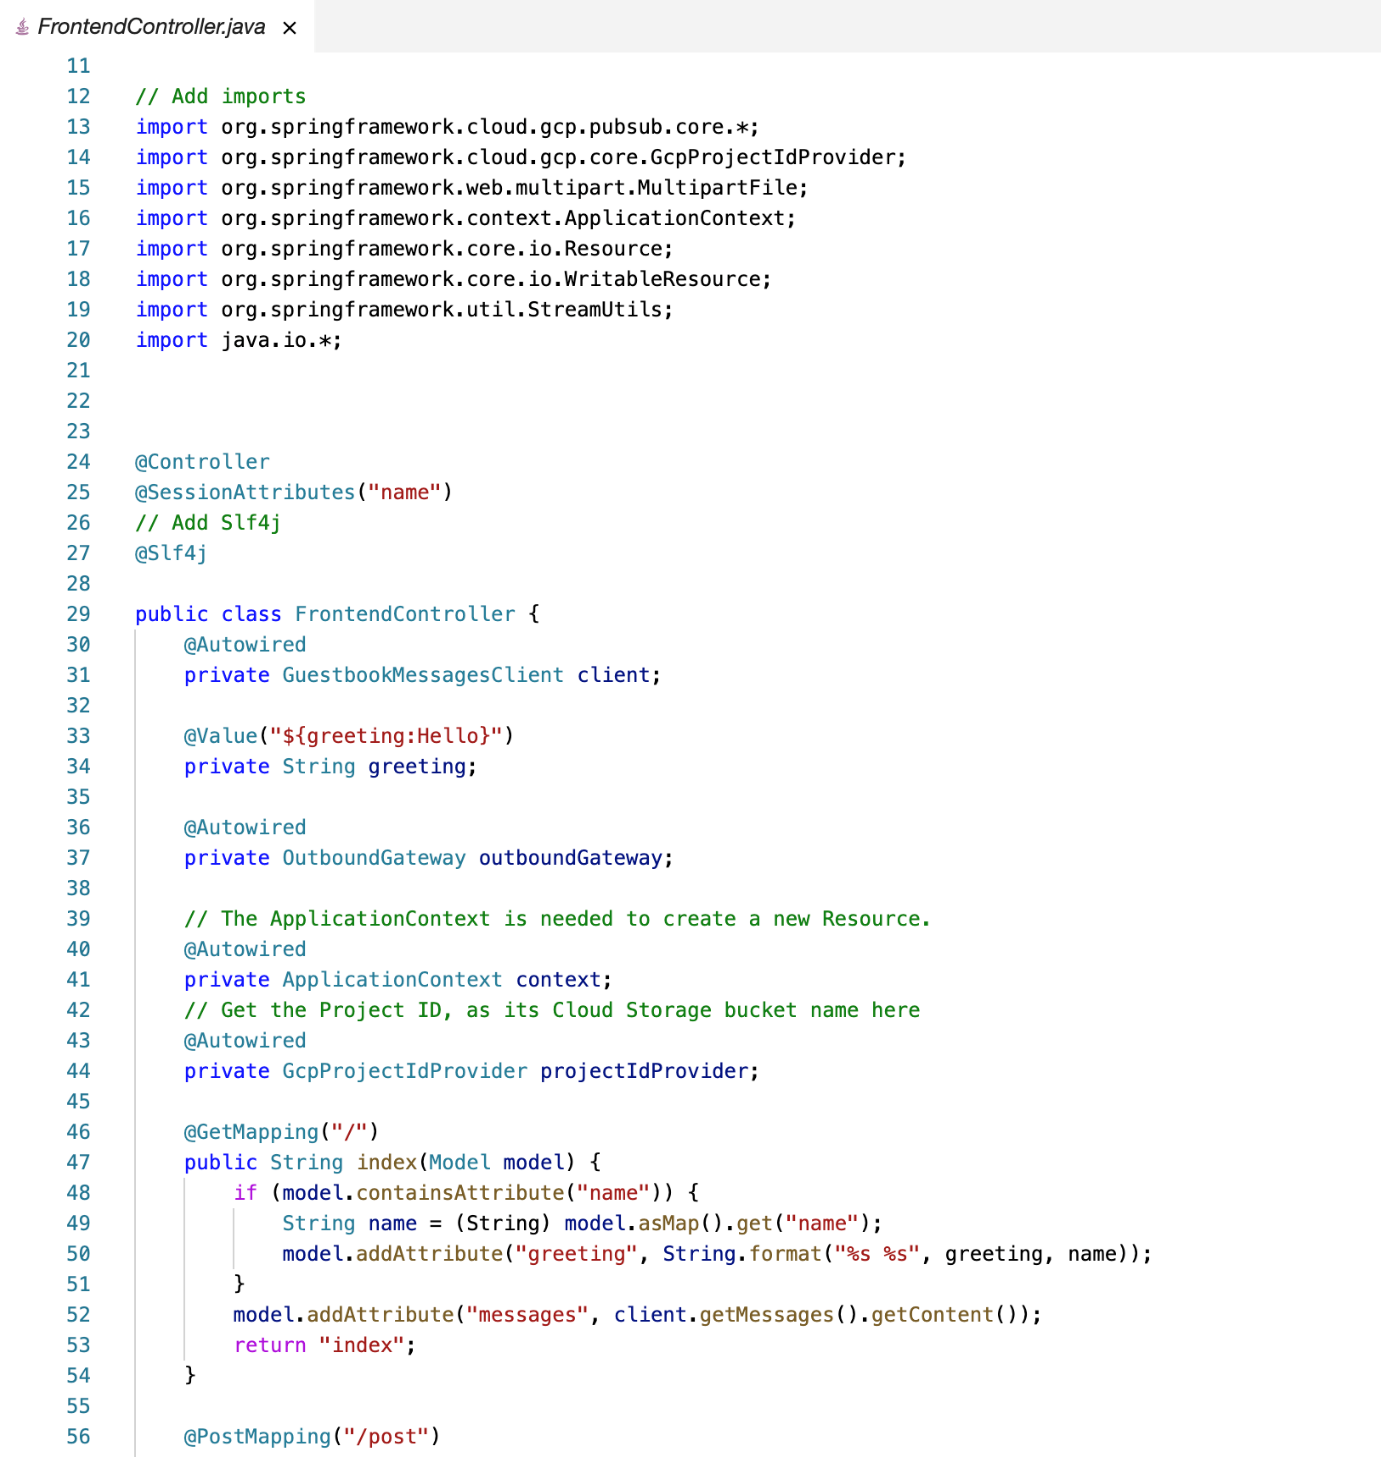 FrontendController.java ×
11
12 // Add imports
13 import org.springframework.cloud.gcp.pubsub.core.*;
14 import org.springframework.cloud.gcp.core.GcpProjectIdProvider;
15 import org.springframework.web.multipart.MultipartFile;
16 import org.springframework.context.ApplicationContext;
17 import org.springframework.core.io.Resource;
18 import org.springframework.core.io.WritableResource;
19 import org.springframework.util.StreamUtils;
20 import java.io.*;
21
22
23
24 @Controller
25 @SessionAttributes("name")
26 // Add Slf4j
27 @Slf4j
28
29 public class FrontendController {
30     @Autowired
31     private GuestbookMessagesClient client;
32
33     @Value("${greeting:Hello}")
34     private String greeting;
35
36     @Autowired
37     private OutboundGateway outboundGateway;
38
39     // The ApplicationContext is needed to create a new Resource.
40     @Autowired
41     private ApplicationContext context;
42     // Get the Project ID, as its Cloud Storage bucket name here
43     @Autowired
44     private GcpProjectIdProvider projectIdProvider;
45
46     @GetMapping("/")
47     public String index(Model model) {
48         if (model.containsAttribute("name")) {
49             String name = (String) model.asMap().get("name");
50             model.addAttribute("greeting", String.format("%s %s", greeting, name));
51         }
52         model.addAttribute("messages", client.getMessages().getContent());
53         return "index";
54     }
55
56     @PostMapping("/post")